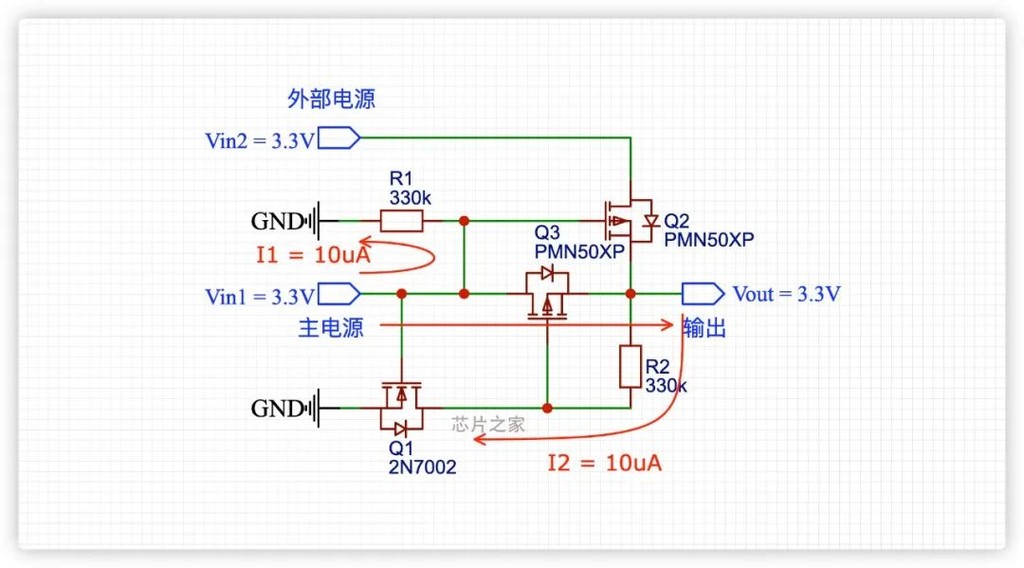 外部电源
Vin2 = 3.3V
R1
330k
GND
Q2
PMN50XP
Q3
PMN50XP
I1 = 10uA
Vin1 = 3.3V
Vout = 3.3V
主电源
输出
R2
330k
GND
芯片之家
Q1
2N7002
I2 = 10uA